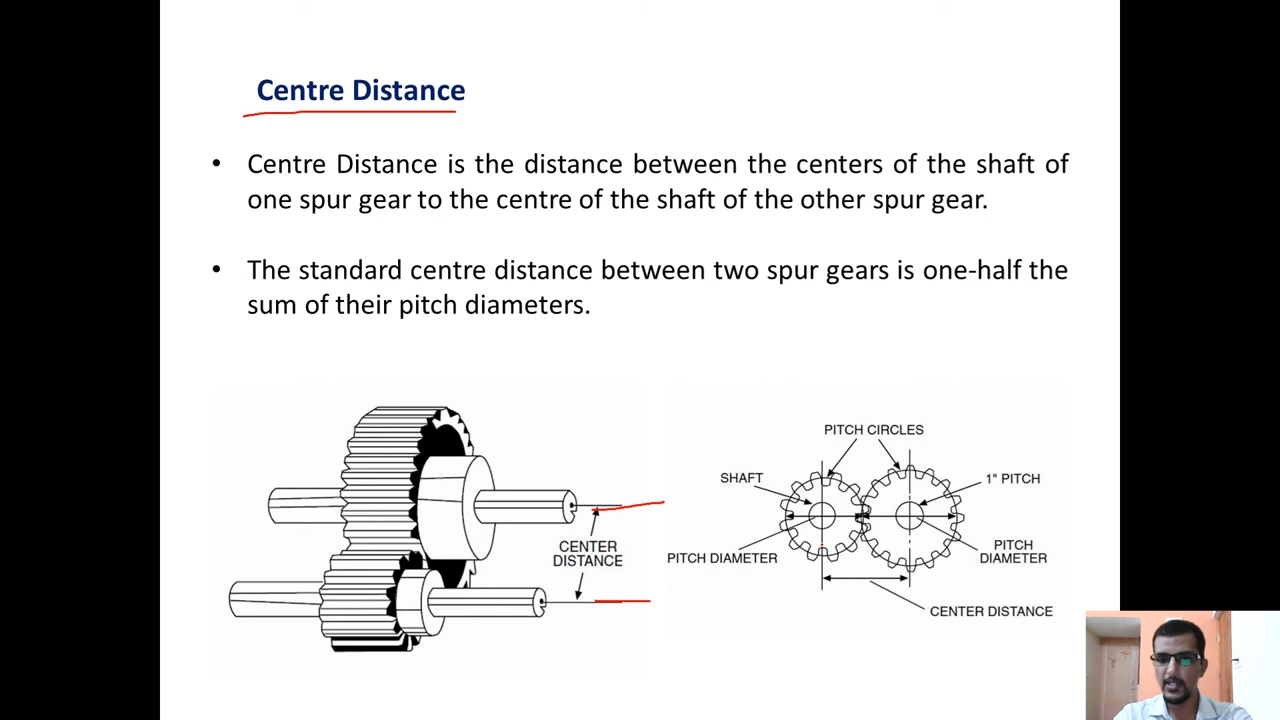 Centre Distance
• Centre Distance is the distance between the centers of the shaft of
one spur gear to the centre of the shaft of the other spur gear.
• The standard centre distance between two spur gears is one-half the
sum of their pitch diameters.
CENTER
DISTANCE
PITCH CIRCLES
SHAFT
1" PITCH
PITCH DIAMETER
PITCH
DIAMETER
CENTER DISTANCE